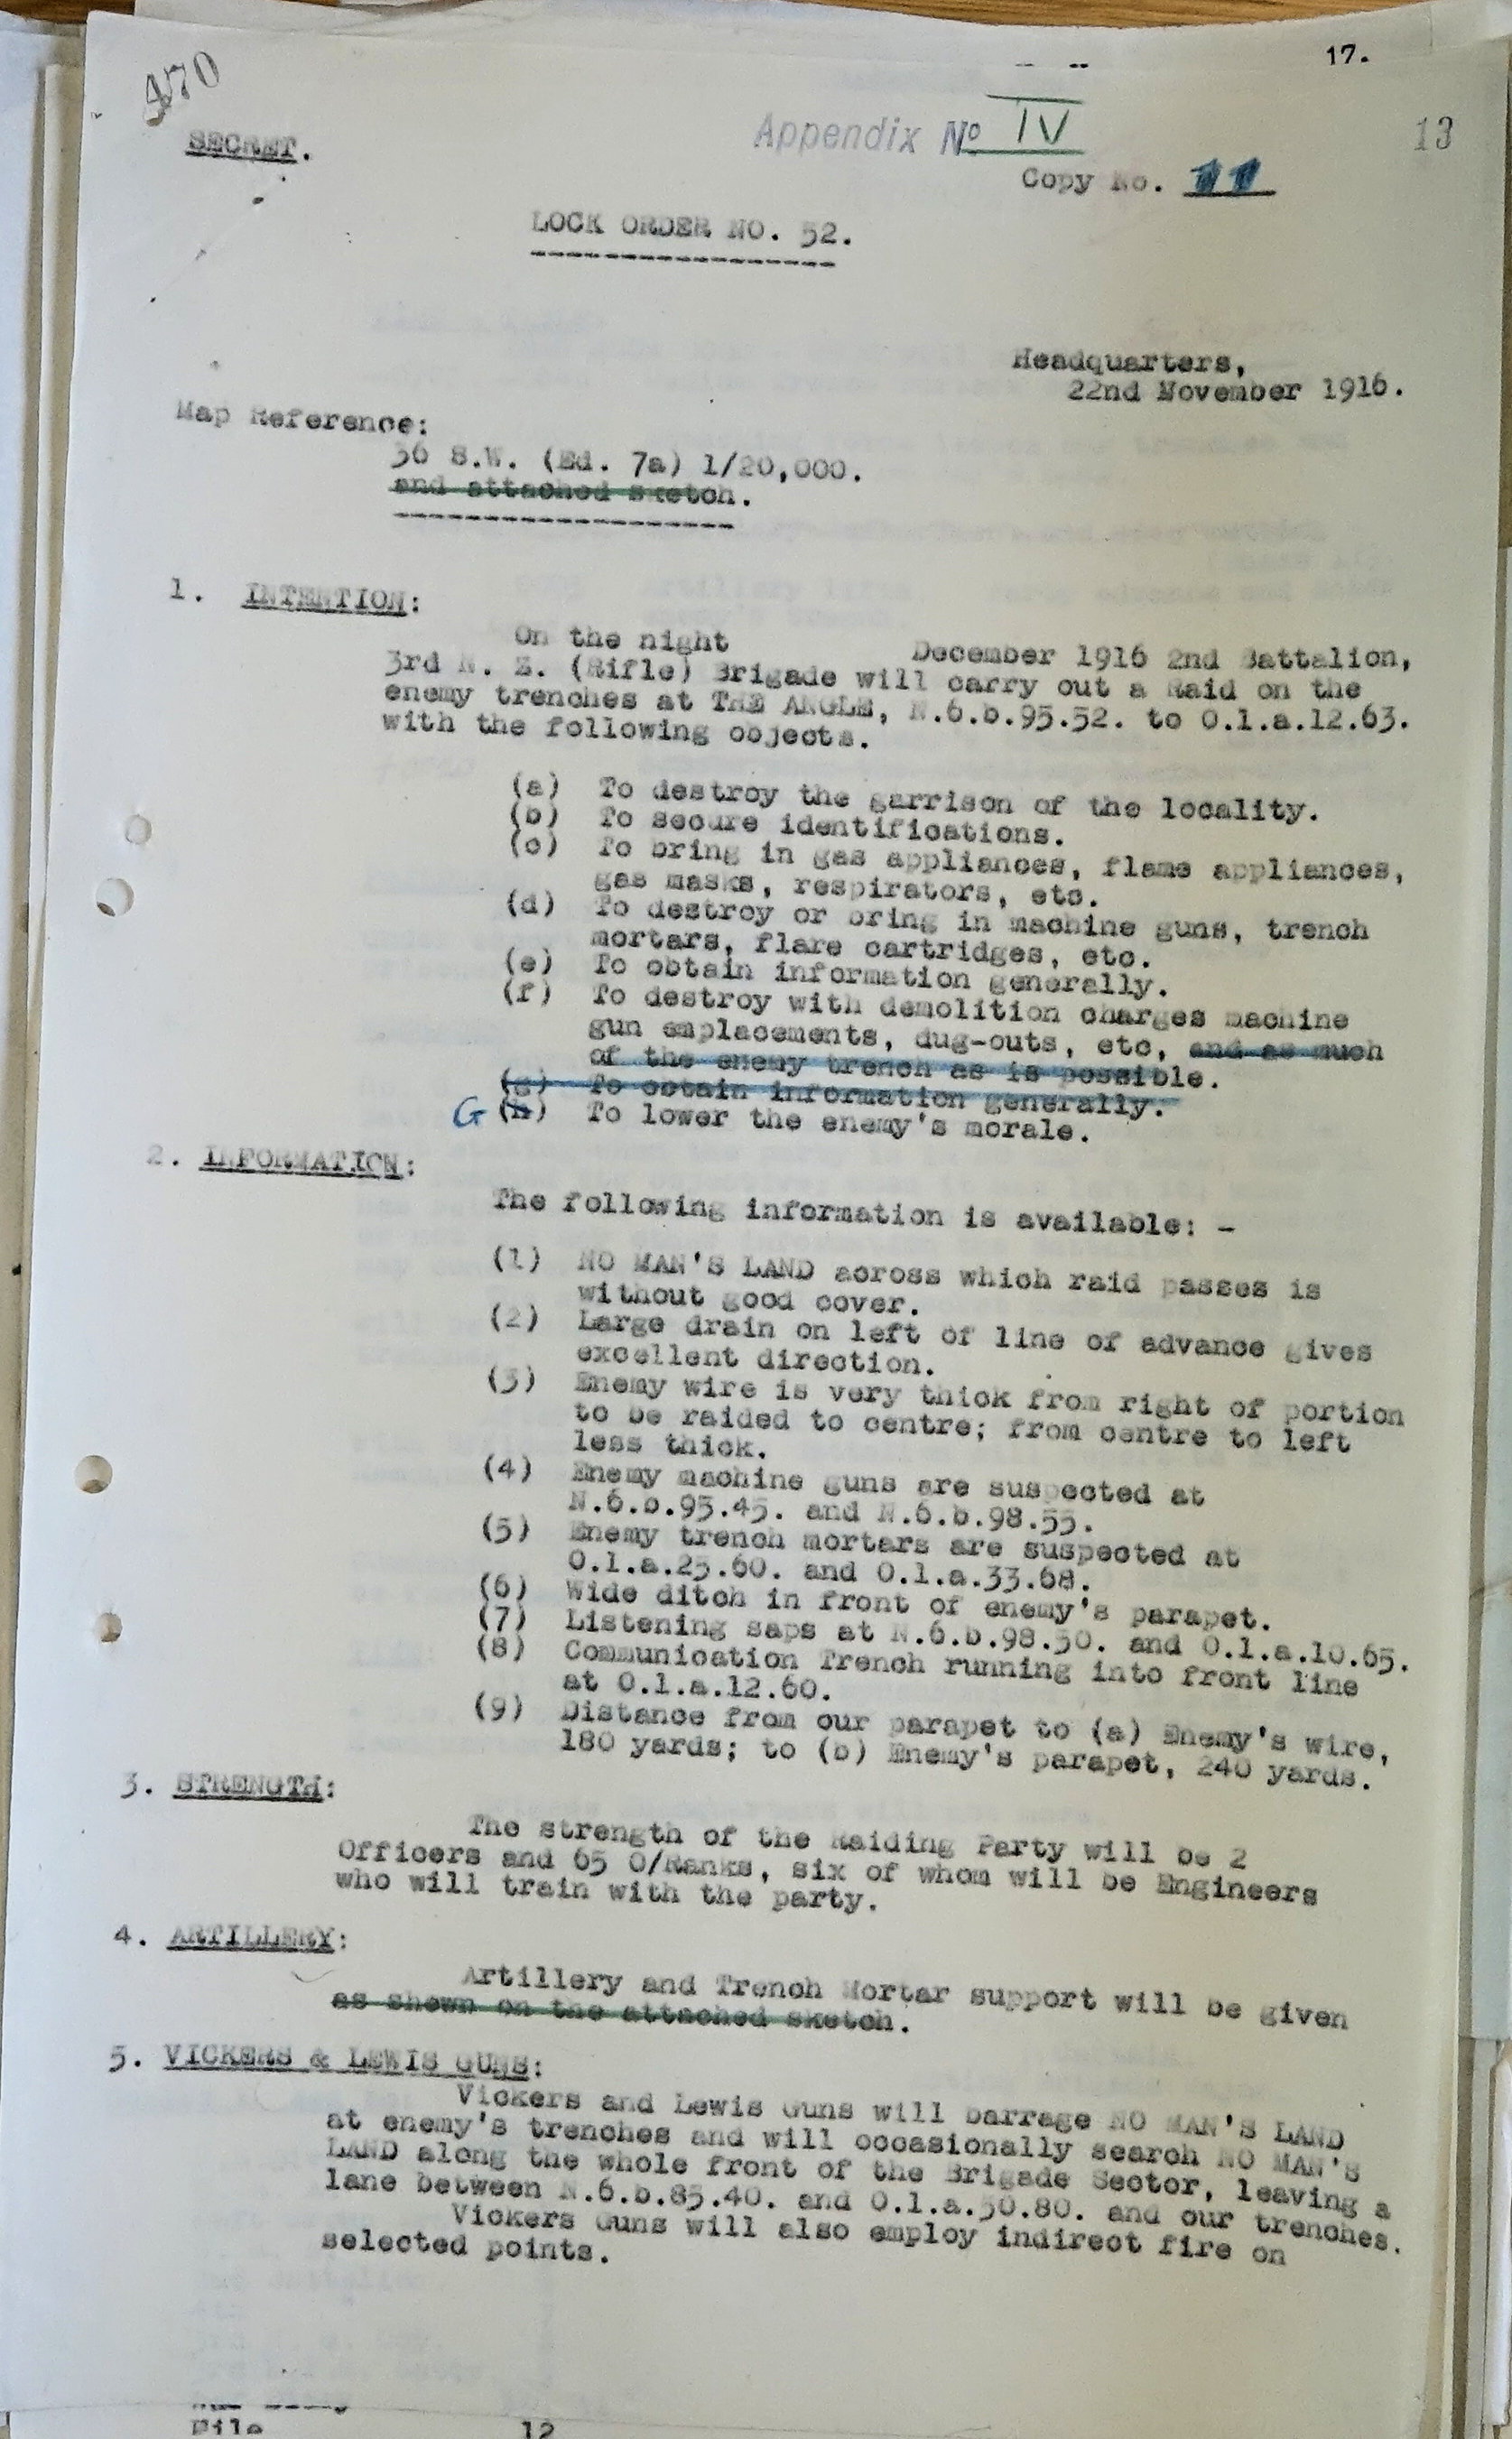 17.
470
SECRET.
Appendix No IV
13
Copy No. 11
LOCK ORDER NO. 52.
Headquarters,
22nd November 1916.
Map Reference:
36 S.W. (Ed. 7a) 1/20,000.
and attached sketch.
1. INTENTION:
On the night December 1916 2nd Battalion,
3rd N. Z. (Rifle) Brigade will carry out a Raid on the
enemy trenches at THE ANGLE, N.6.b.95.52. to O.1.a.12.63.
with the following objects.
(a) To destroy the garrison of the locality.
(b) To secure identifications.
(c) To bring in gas appliances, flame appliances,
gas masks, respirators, etc.
(d) To destroy or bring in machine guns, trench
mortars, flare cartridges, etc.
(e) To obtain information generally.
(f) To destroy with demolition charges machine
gun emplacements, dug-outs, etc, and as much
of the enemy trench as is possible.
(g) To obtain information generally.
G (h) To lower the enemy's morale.
2. INFORMATION:
The following information is available: -
(1) NO MAN'S LAND across which raid passes is
without good cover.
(2) Large drain on left of line of advance gives
excellent direction.
(3) Enemy wire is very thick from right of portion
to be raided to centre; from centre to left
less thick.
(4) Enemy machine guns are suspected at
N.6.b.95.45. and N.6.b.98.55.
(5) Enemy trench mortars are suspected at
O.1.a.25.60. and O.1.a.33.68.
(6) Wide ditch in front of enemy's parapet.
(7) Listening saps at N.6.b.98.50. and O.1.a.10.65.
(8) Communication Trench running into front line
at O.1.a.12.60.
(9) Distance from our parapet to (a) Enemy's wire,
180 yards; to (b) Enemy's parapet, 240 yards.
3. STRENGTH:
The strength of the Raiding Party will be 2
Officers and 65 O/Ranks, six of whom will be Engineers
who will train with the party.
4. ARTILLERY:
Artillery and Trench Mortar support will be given
as shown on the attached sketch.
5. VICKERS & LEWIS GUNS:
Vickers and Lewis Guns will barrage NO MAN'S LAND
at enemy's trenches and will occasionally search NO MAN'S
LAND along the whole front of the Brigade Sector, leaving a
lane between N.6.b.85.40. and O.1.a.50.80. and our trenches.
Vickers Guns will also employ indirect fire on
selected points.
File 12